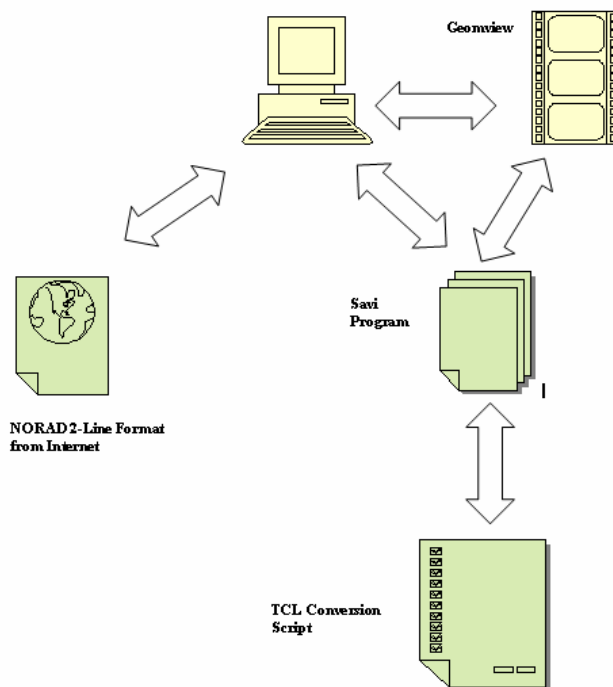 Geomview
Savi
Program
NORAD 2-Line Format
from Internet
TCL Conversion
Script